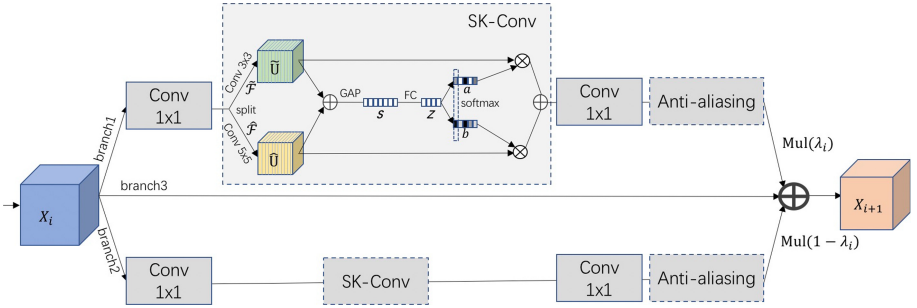 SK-Conv
Conv 3x3
Ũ
F̃
split
F̂
Conv 5x5
Û
GAP
s
FC
z
a
softmax
b
Conv
1x1
Conv
1x1
Anti-aliasing
branch1
Mul(λᵢ)
Xᵢ
branch3
Xᵢ₊₁
branch2
Mul(1 − λᵢ)
Conv
1x1
SK-Conv
Conv
1x1
Anti-aliasing